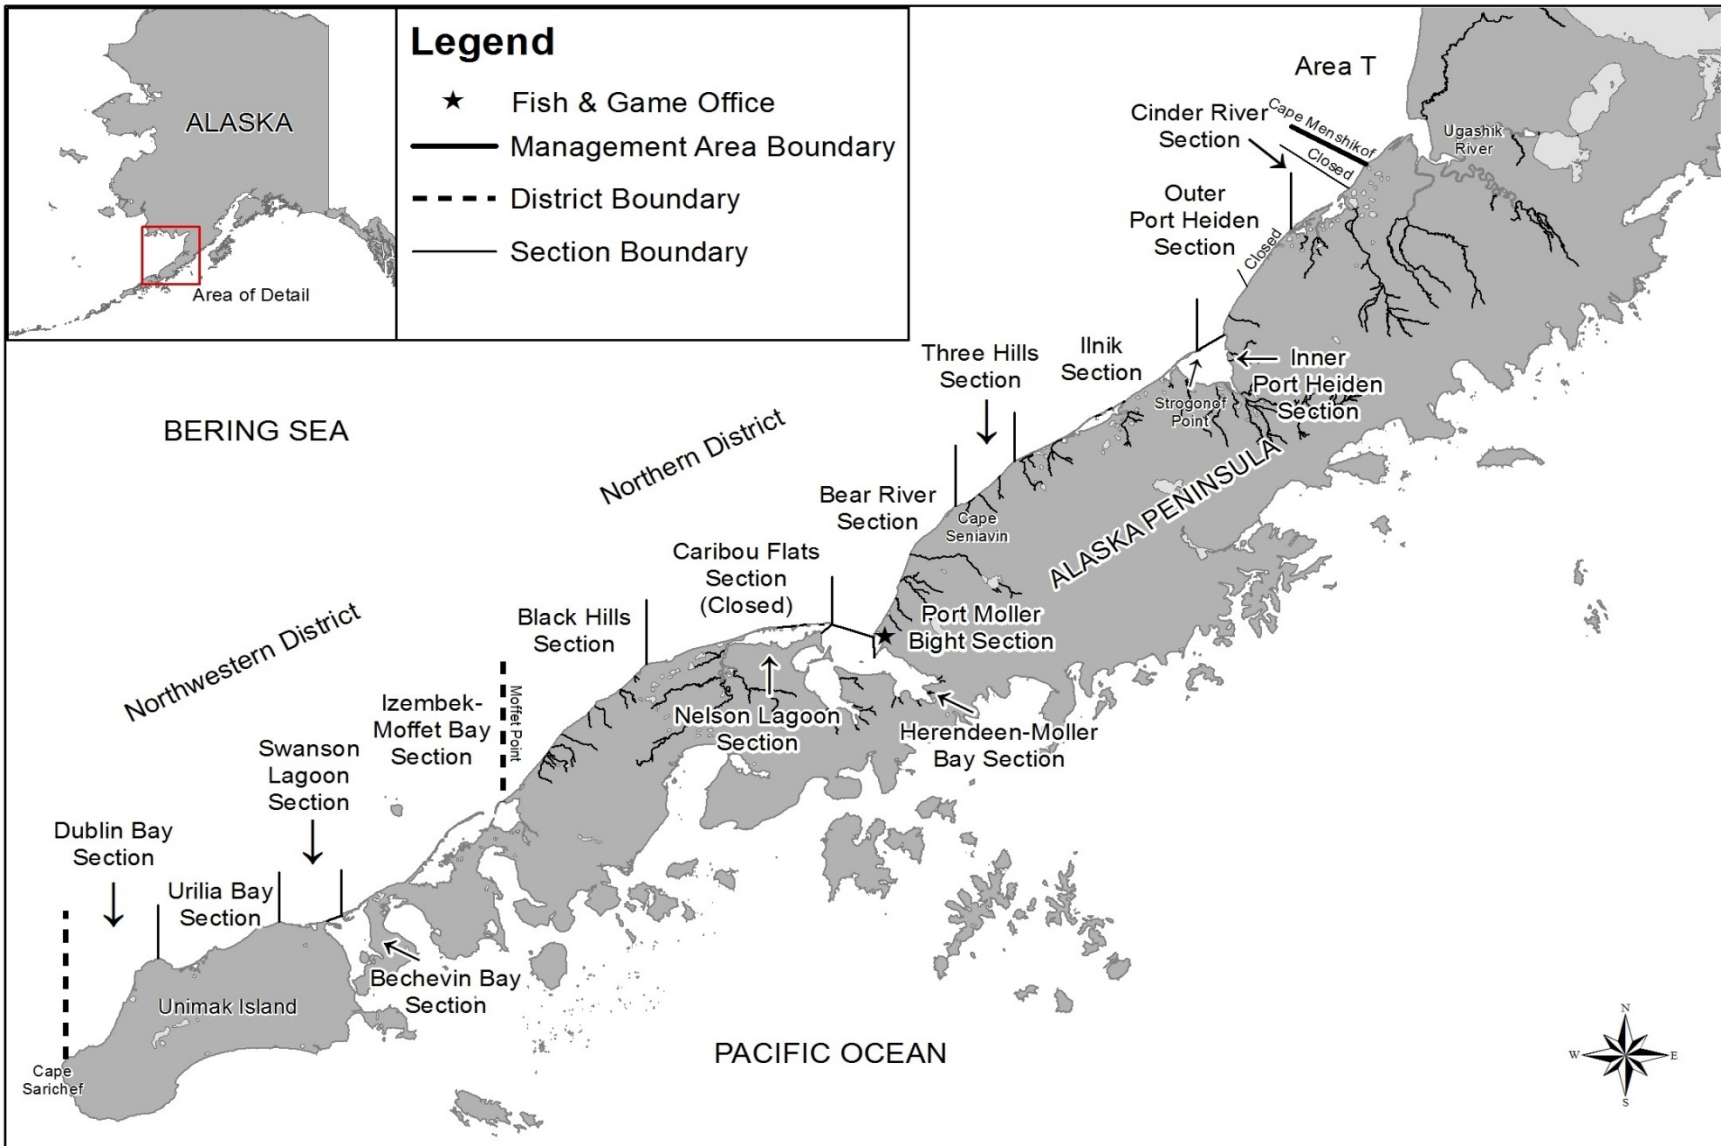 ALASKA
Area of Detail
Legend
Fish & Game Office
Management Area Boundary
District Boundary
Section Boundary
Area T
Cinder River
Section
Cape Menshikof
Closed
Ugashik
River
Outer
Port Heiden
Section
Closed
Inner
Port Heiden
Section
Ilnik
Section
Strogonof
Point
Three Hills
Section
BERING SEA
Northern District
Bear River
Section
Cape
Seniavin
ALASKA PENINSULA
Caribou Flats
Section
(Closed)
Port Moller
Bight Section
Black Hills
Section
Northwestern District
Moffet Point
Izembek-
Moffet Bay
Section
Nelson Lagoon
Section
Herendeen-Moller
Bay Section
Swanson
Lagoon
Section
Dublin Bay
Section
Urilia Bay
Section
Bechevin Bay
Section
Unimak Island
Cape
Sarichef
PACIFIC OCEAN
N
W
E
S